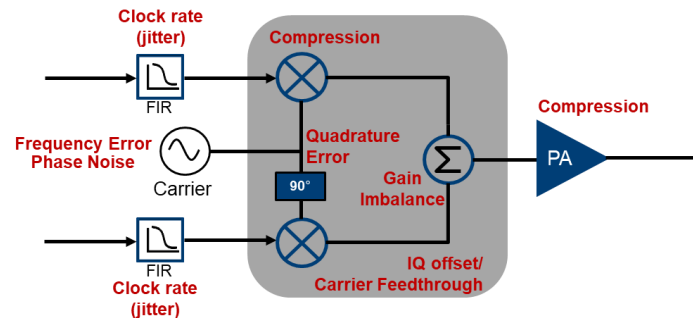 Clock rate
(jitter)
Compression
FIR
Compression
Frequency Error
Phase Noise
Quadrature
Error
Carrier
90°
Σ
PA
Gain
Imbalance
FIR
IQ offset/
Carrier Feedthrough
Clock rate
(jitter)